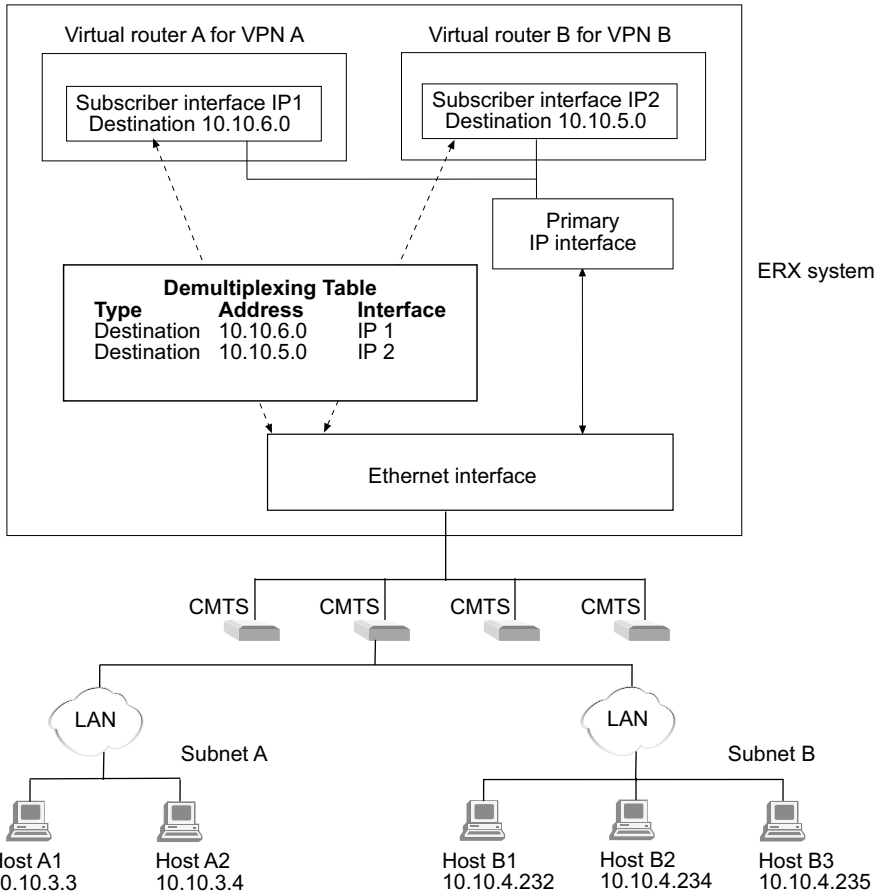 Virtual router A for VPN A
Virtual router B for VPN B
Subscriber interface IP1
Destination 10.10.6.0
Subscriber interface IP2
Destination 10.10.5.0
Primary
IP interface
ERX system
Demultiplexing Table
Type Address Interface
Destination 10.10.6.0 IP 1
Destination 10.10.5.0 IP 2
Ethernet interface
CMTS CMTS CMTS CMTS
LAN LAN
Subnet A Subnet B
A1
Host A2
10.10.3.4
Host B1
10.10.4.232
Host B2
10.10.4.234
Host B3
10.10.4.235